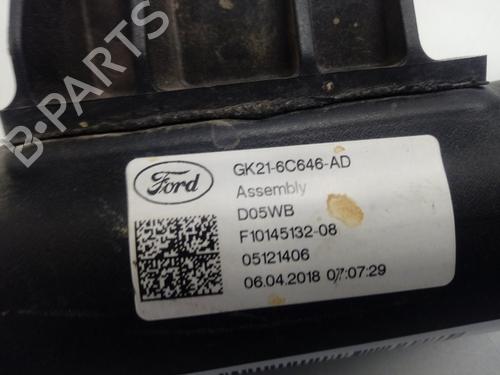 B-PARTS
Ford
GK21-6C646-AD
Assembly
D05WB
F10145132-08
05121406
06.04.2018 07:07:29